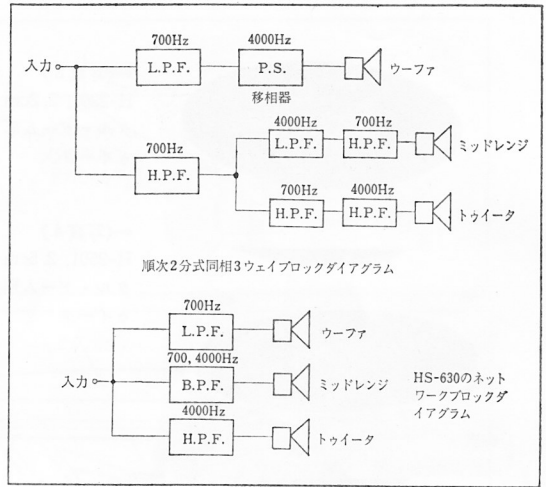 700Hz
4000Hz
入力
L.P.F.
P.S.
ウーファ
移相器
4000Hz
700Hz
L.P.F.
H.P.F.
ミッドレンジ
700Hz
H.P.F.
700Hz
4000Hz
H.P.F.
H.P.F.
トゥイータ
順次2分式同相3ウェイブロックダイアグラム
700Hz
L.P.F.
ウーファ
700, 4000Hz
入力
B.P.F.
ミッドレンジ
4000Hz
H.P.F.
トゥイータ
HS-630のネット
ワークブロックダ
イアグラム